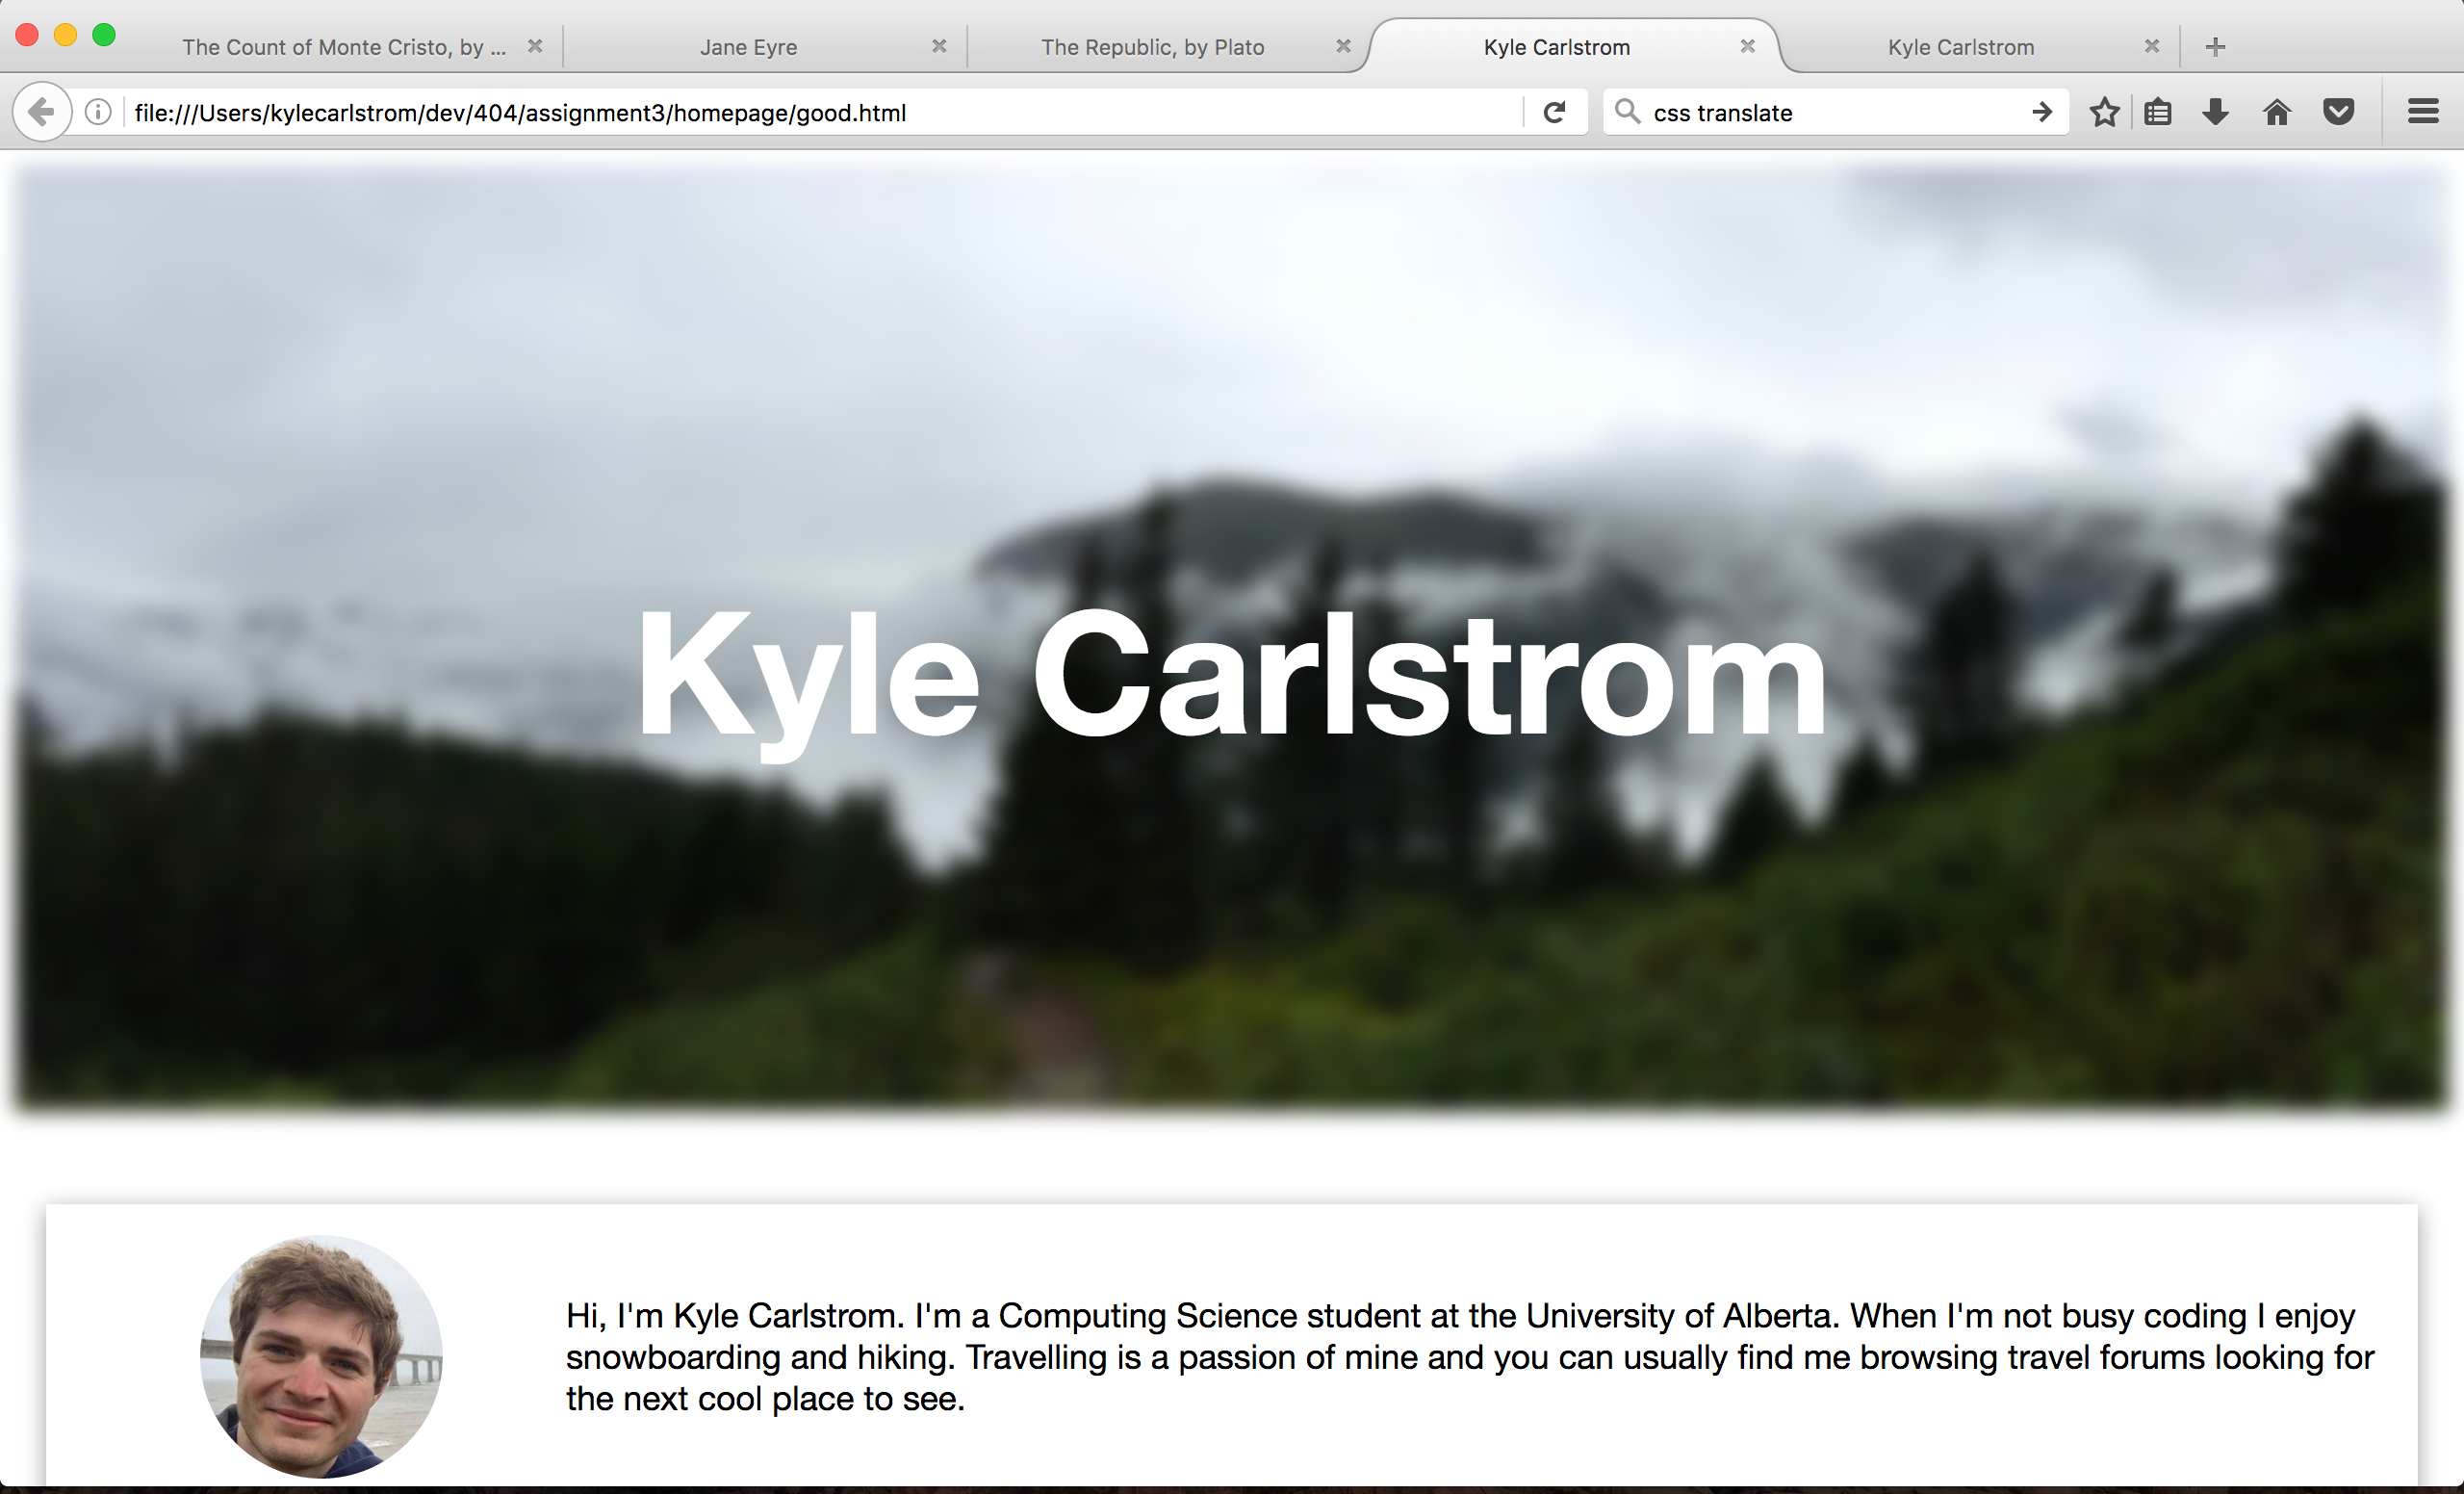 The Count of Monte Cristo, by ...
Jane Eyre
The Republic, by Plato
Kyle Carlstrom
Kyle Carlstrom
file:///Users/kylecarlstrom/dev/404/assignment3/homepage/good.html
css translate
Kyle Carlstrom
Hi, I'm Kyle Carlstrom. I'm a Computing Science student at the University of Alberta. When I'm not busy coding I enjoy
snowboarding and hiking. Travelling is a passion of mine and you can usually find me browsing travel forums looking for
the next cool place to see.